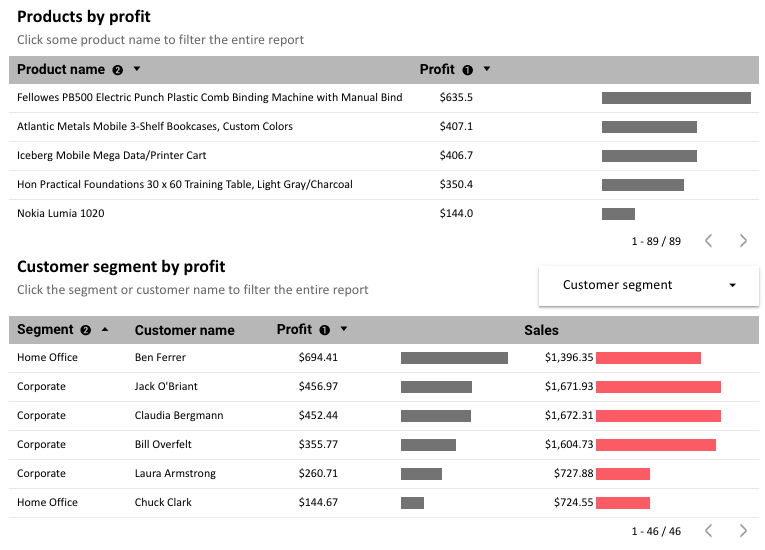 Products by profit
Click some product name to filter the entire report
Product name 2 Profit 1
Fellowes PB500 Electric Punch Plastic Comb Binding Machine with Manual Bind $635.5
Atlantic Metals Mobile 3-Shelf Bookcases, Custom Colors $407.1
Iceberg Mobile Mega Data/Printer Cart $406.7
Hon Practical Foundations 30 x 60 Training Table, Light Gray/Charcoal $350.4
Nokia Lumia 1020 $144.0
1 - 89 / 89
Customer segment by profit
Click the segment or customer name to filter the entire report
Customer segment
Segment 2 Customer name Profit 1 Sales
Home Office Ben Ferrer $694.41 $1,396.35
Corporate Jack O'Briant $456.97 $1,671.93
Corporate Claudia Bergmann $452.44 $1,672.31
Corporate Bill Overfelt $355.77 $1,604.73
Corporate Laura Armstrong $260.71 $727.88
Home Office Chuck Clark $144.67 $724.55
1 - 46 / 46